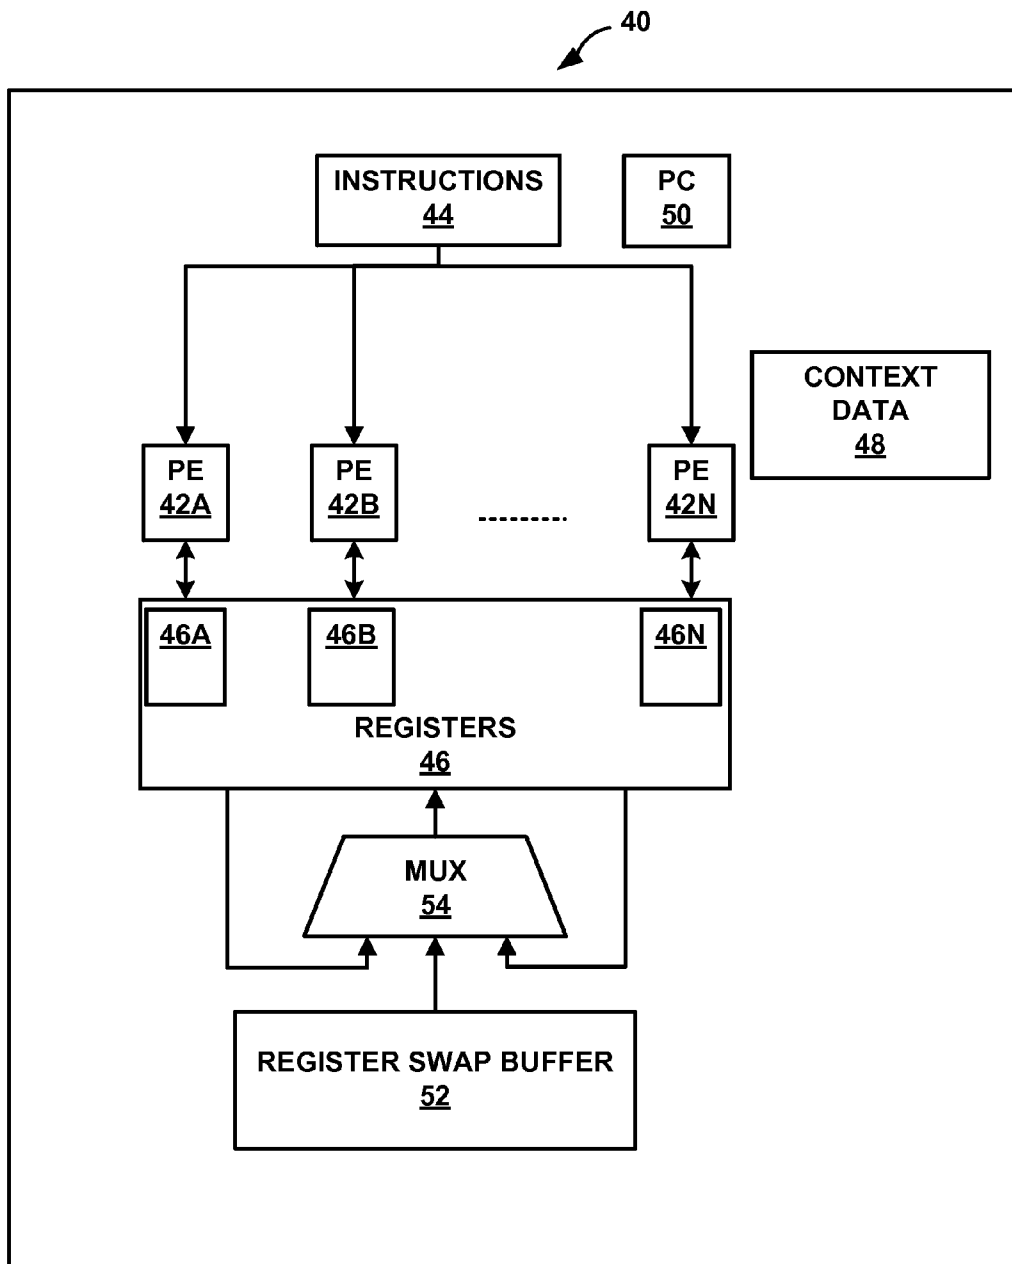 40
INSTRUCTIONS
44
PC
50
CONTEXT
DATA
48
PE
42A
PE
42B
PE
42N
46A
46B
46N
REGISTERS
46
MUX
54
REGISTER SWAP BUFFER
52